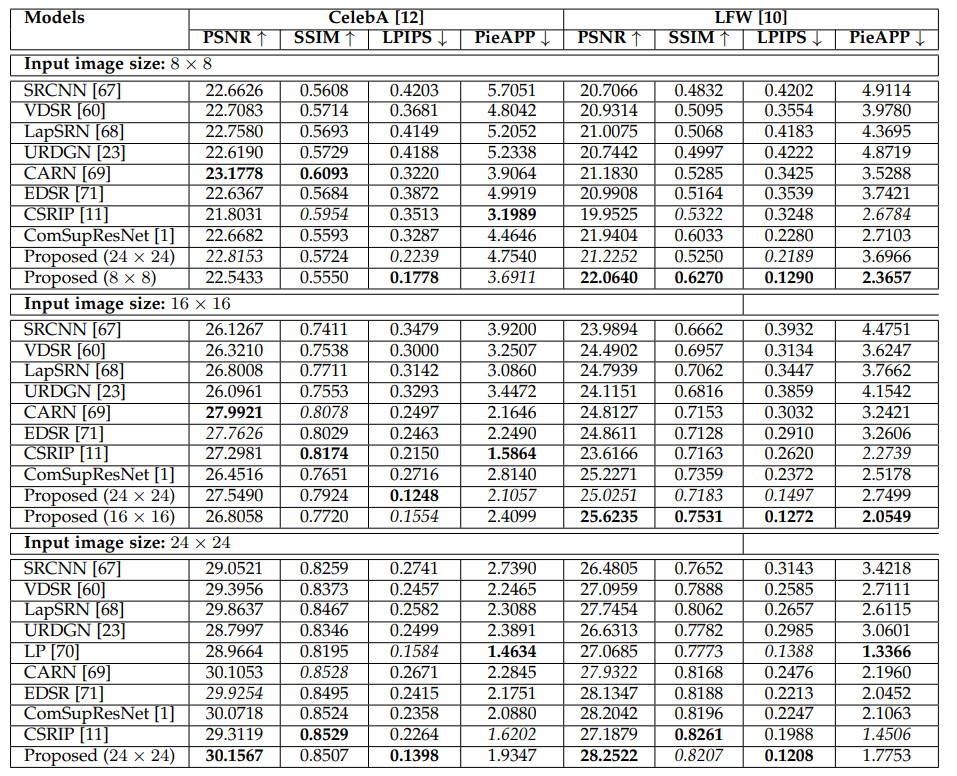 Models CelebA [12] LFW [10]
PSNR ↑ SSIM ↑ LPIPS ↓ PieAPP ↓ PSNR ↑ SSIM ↑ LPIPS ↓ PieAPP ↓
Input image size: 8 × 8
SRCNN [67] 22.6626 0.5608 0.4203 5.7051 20.7066 0.4832 0.4202 4.9114
VDSR [60] 22.7083 0.5714 0.3681 4.8042 20.9314 0.5095 0.3554 3.9780
LapSRN [68] 22.7580 0.5693 0.4149 5.2052 21.0075 0.5068 0.4183 4.3695
URDGN [23] 22.6190 0.5729 0.4188 5.2338 20.7442 0.4997 0.4222 4.8719
CARN [69] 23.1778 0.6093 0.3220 3.9064 21.1830 0.5285 0.3425 3.5288
EDSR [71] 22.6367 0.5684 0.3872 4.9919 20.9908 0.5164 0.3539 3.7421
CSRIP [11] 21.8031 0.5954 0.3513 3.1989 19.9525 0.5322 0.3248 2.6784
ComSupResNet [1] 22.6682 0.5593 0.3287 4.4646 21.9404 0.6033 0.2280 2.7103
Proposed (24 × 24) 22.8153 0.5724 0.2239 4.7540 21.2252 0.5250 0.2189 3.6966
Proposed (8 × 8) 22.5433 0.5550 0.1778 3.6911 22.0640 0.6270 0.1290 2.3657
Input image size: 16 × 16
SRCNN [67] 26.1267 0.7411 0.3479 3.9200 23.9894 0.6662 0.3932 4.4751
VDSR [60] 26.3210 0.7538 0.3000 3.2507 24.4902 0.6957 0.3134 3.6247
LapSRN [68] 26.8008 0.7711 0.3142 3.0860 24.7939 0.7062 0.3447 3.7662
URDGN [23] 26.0961 0.7553 0.3293 3.4472 24.1151 0.6816 0.3859 4.1542
CARN [69] 27.9921 0.8078 0.2497 2.1646 24.8127 0.7153 0.3032 3.2421
EDSR [71] 27.7626 0.8029 0.2463 2.2490 24.8611 0.7128 0.2910 3.2606
CSRIP [11] 27.2981 0.8174 0.2150 1.5864 23.6166 0.7163 0.2620 2.2739
ComSupResNet [1] 26.4516 0.7651 0.2716 2.8140 25.2271 0.7359 0.2372 2.5178
Proposed (24 × 24) 27.5490 0.7924 0.1248 2.1057 25.0251 0.7183 0.1497 2.7499
Proposed (16 × 16) 26.8058 0.7720 0.1554 2.4099 25.6235 0.7531 0.1272 2.0549
Input image size: 24 × 24
SRCNN [67] 29.0521 0.8259 0.2741 2.7390 26.4805 0.7652 0.3143 3.4218
VDSR [60] 29.3956 0.8373 0.2457 2.2465 27.0959 0.7888 0.2585 2.7111
LapSRN [68] 29.8637 0.8467 0.2582 2.3088 27.7454 0.8062 0.2657 2.6115
URDGN [23] 28.7997 0.8346 0.2499 2.3891 26.6313 0.7782 0.2985 3.0601
LP [70] 28.9664 0.8195 0.1584 1.4634 27.0685 0.7773 0.1388 1.3366
CARN [69] 30.1053 0.8528 0.2671 2.2845 27.9322 0.8168 0.2476 2.1960
EDSR [71] 29.9254 0.8495 0.2415 2.1751 28.1347 0.8188 0.2213 2.0452
ComSupResNet [1] 30.0718 0.8524 0.2358 2.0880 28.2042 0.8196 0.2247 2.1063
CSRIP [11] 29.3119 0.8529 0.2264 1.6202 27.1879 0.8261 0.1988 1.4506
Proposed (24 × 24) 30.1567 0.8507 0.1398 1.9347 28.2522 0.8207 0.1208 1.7753